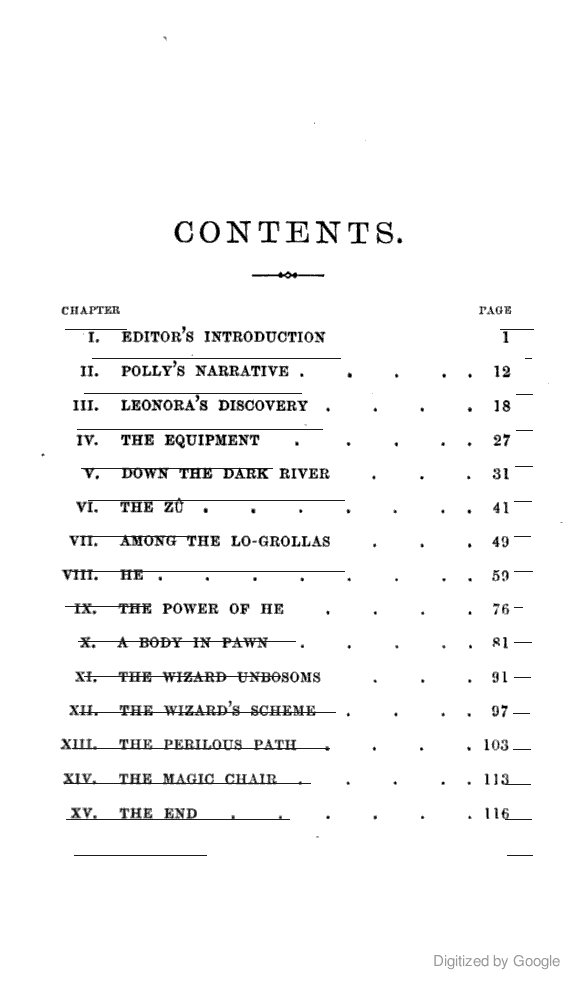 CONTENTS.
CHAPTER PAGE
I. EDITOR'S INTRODUCTION 1
II. POLLY'S NARRATIVE . . . . . 12
III. LEONORA'S DISCOVERY . . . . 18
IV. THE EQUIPMENT . . . . . 27
V. DOWN THE DARK RIVER . . . 31
VI. THE ZÛ . . . . . . . 41
VII. AMONG THE LO-GROLLAS . . . 49
VIII. HE . . . . . . . . 59
IX. THE POWER OF HE . . . . 76
X. A BODY IN PAWN . . . . . 81
XI. THE WIZARD UNBOSOMS . . . 91
XII. THE WIZARD'S SCHEME . . . . 97
XIII. THE PERILOUS PATH . . . . 103
XIV. THE MAGIC CHAIR . . . . . 113
XV. THE END . . . . . . 116
Digitized by Google